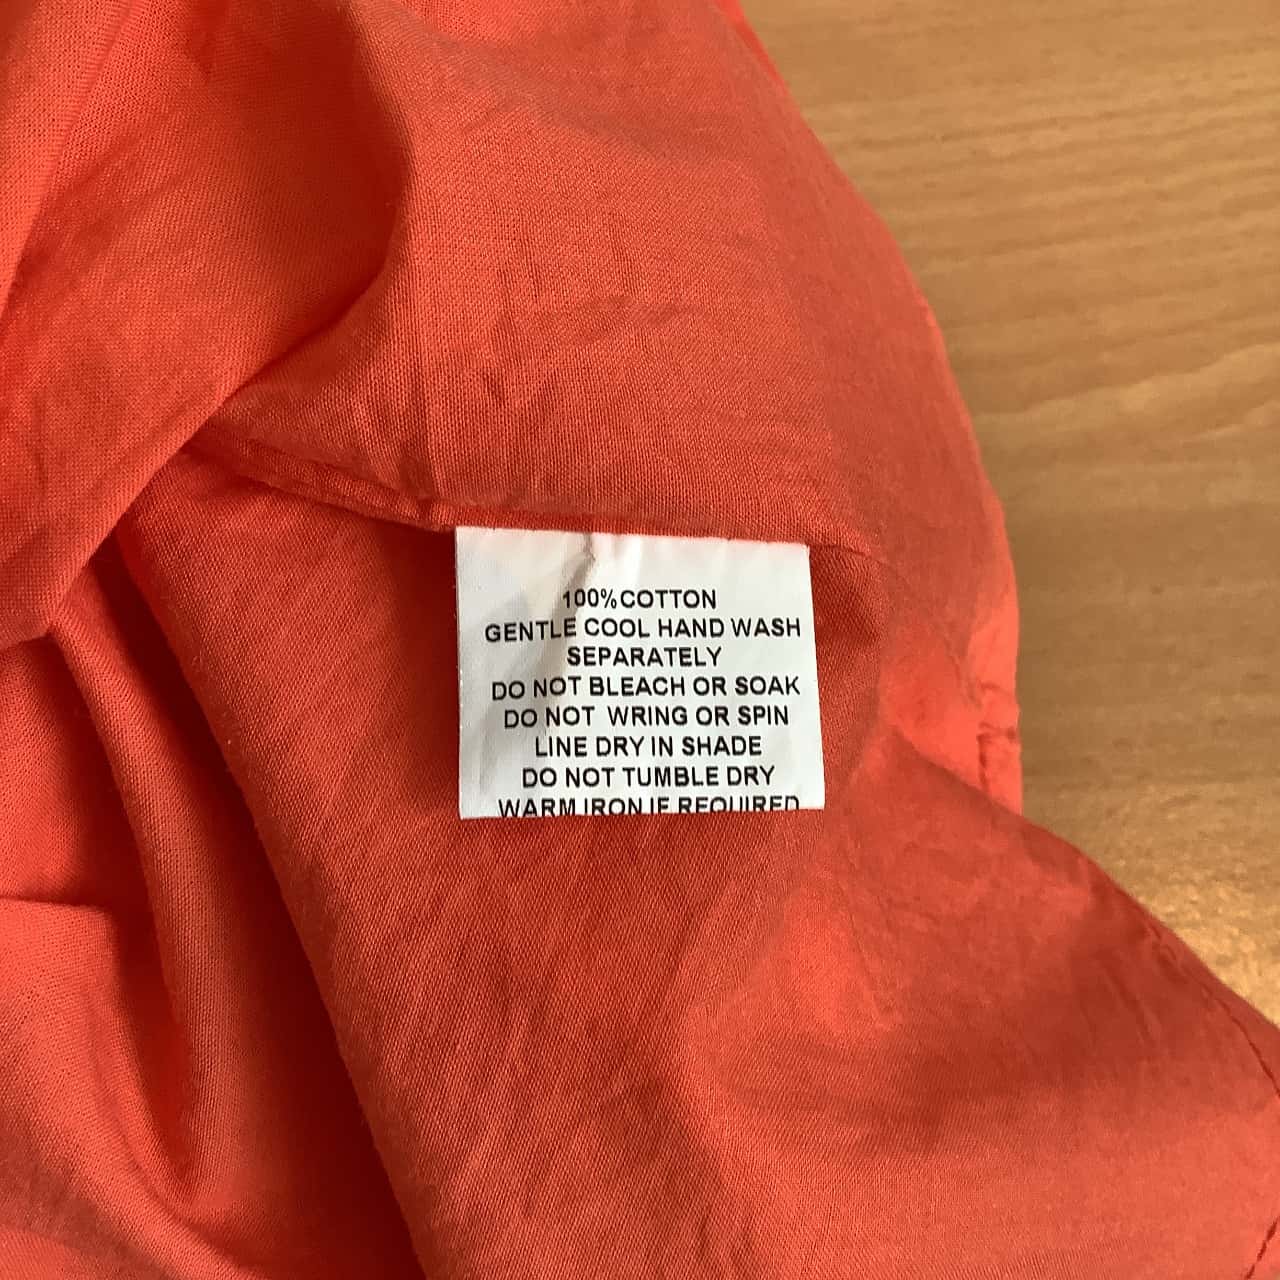 100%COTTON
GENTLE COOL HAND WASH
SEPARATELY
DO NOT BLEACH OR SOAK
DO NOT WRING OR SPIN
LINE DRY IN SHADE
DO NOT TUMBLE DRY
WARM IRON IF REQUIRED